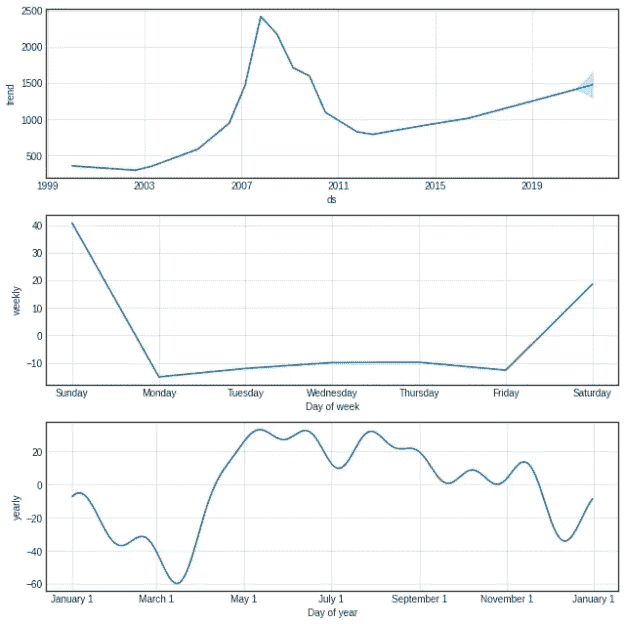 2500
2000
1500
1000
500
trend
1999 2003 2007 2011 2015 2019
ds
40
30
20
10
0
−10
weekly
Sunday Monday Tuesday Wednesday Thursday Friday Saturday
Day of week
20
0
−20
−40
−60
yearly
January 1 March 1 May 1 July 1 September 1 November 1 January 1
Day of year